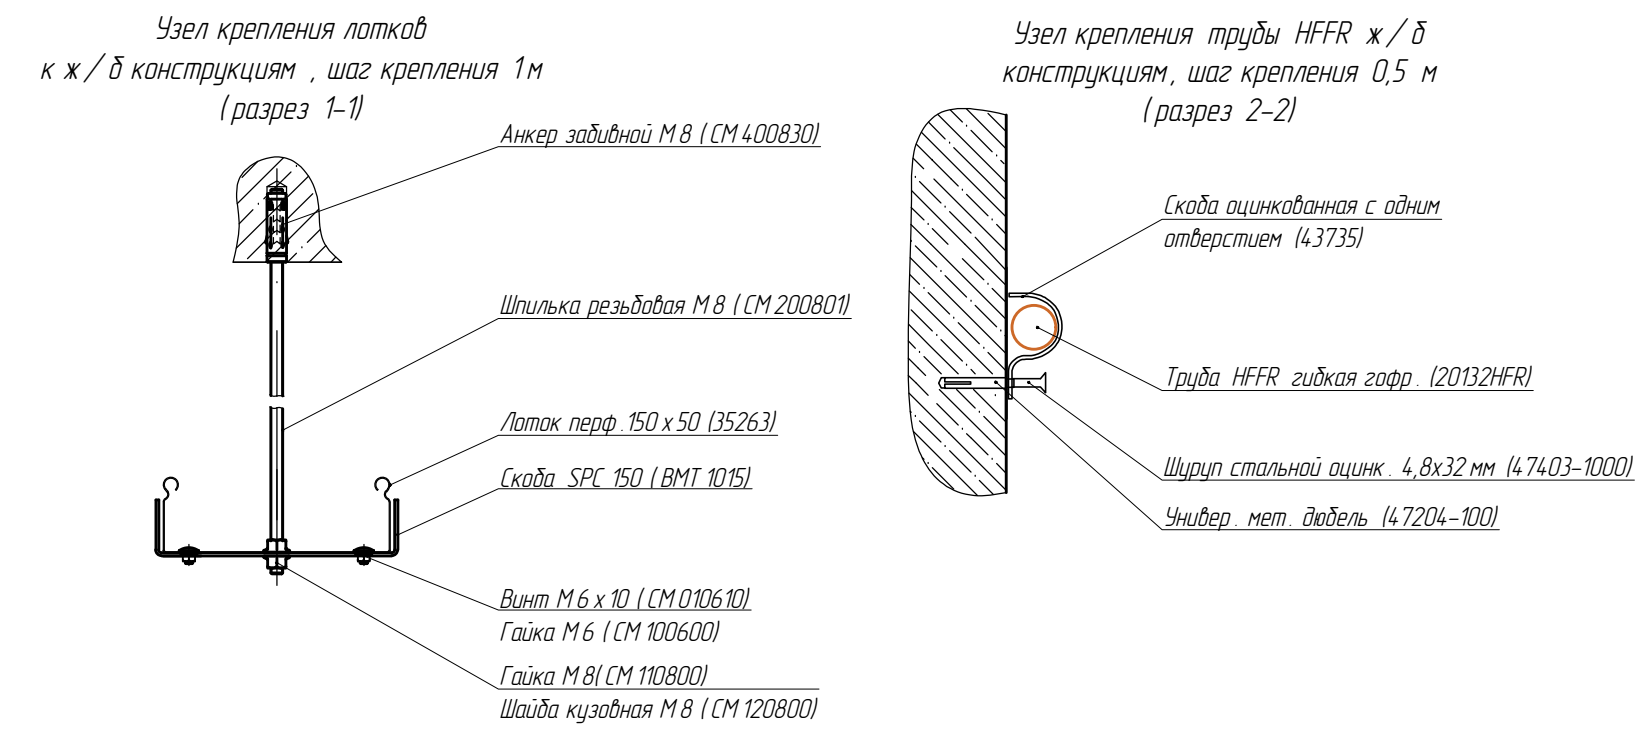 Узел крепления лотков
к ж/б конструкциям , шаг крепления 1 м
(разрез 1-1)
Анкер забивной М 8 (СМ 400830)
Шпилька резьбовая М 8 (СМ 200801)
Лоток перф. 150 х 50 (35263)
Скоба SPC 150 (ВМТ 1015)
Винт М 6 х 10 (СМ 010610)
Гайка М 6 (СМ 100600)
Гайка М 8(СМ 110800)
Шайба кузовная М 8 (СМ 120800)
Узел крепления трубы HFFR ж/б
конструкциям, шаг крепления 0,5 м
(разрез 2-2)
Скоба оцинкованная с одним
отверстием (43735)
Труба HFFR гибкая гофр. (20132HFR)
Шуруп стальной оцинк. 4,8х32 мм (47403-1000)
Универ. мет. дюбель (47204-100)